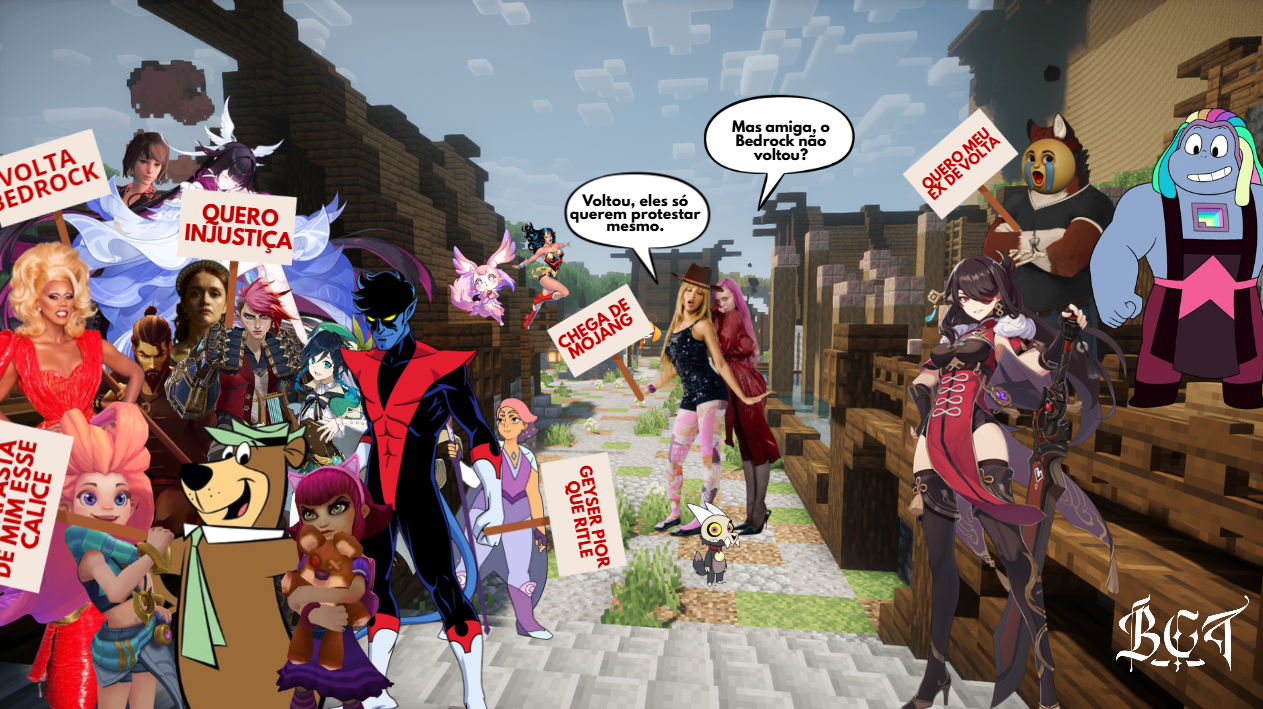 VOLTA
BEDROCK
QUERO
INJUSTIÇA
Mas amiga, o
Bedrock não
voltou?
Voltou, eles só
querem protestar
mesmo.
QUERO MEU
EX DE VOLTA
CHEGA DE
MOJANG
DE MIM ESSE
CALICE
GEYSER PIOR
QUE RITLE
BCT